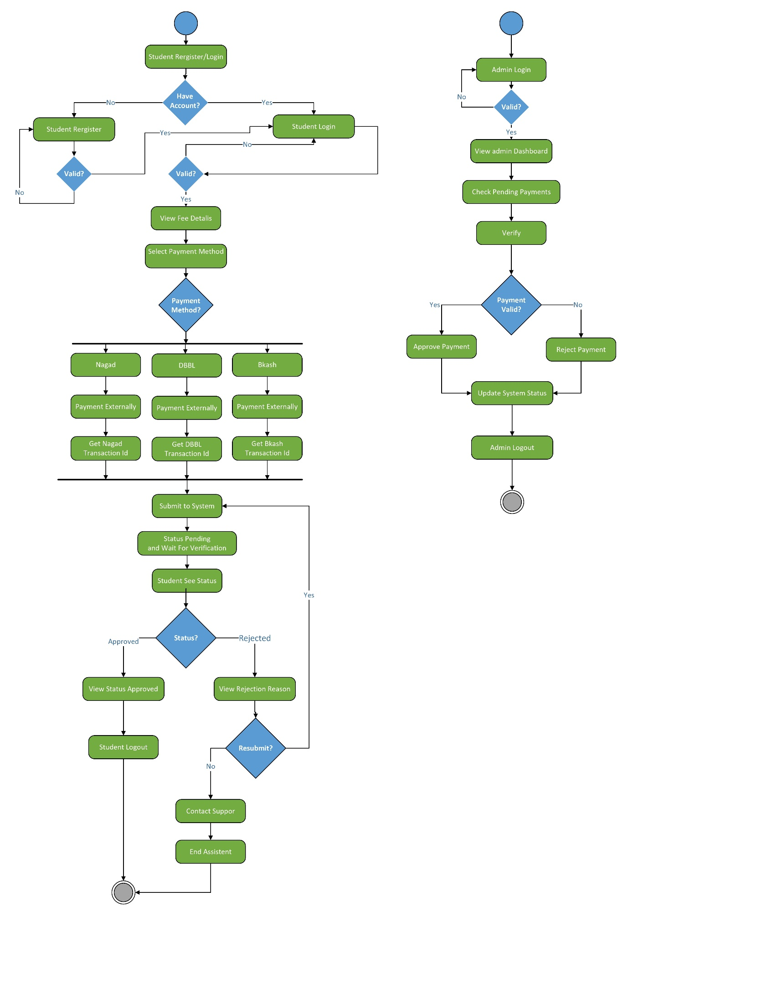 Student Rergister/Login
Have
Account?
No
Yes
Student Rergister
Student Login
Yes
No
Valid?
Valid?
No
Yes
View Fee Detalis
Select Payment Method
Payment
Method?
Nagad
DBBL
Bkash
Payment Externally
Payment Externally
Payment Externally
Get Nagad
Transaction Id
Get DBBL
Transaction Id
Get Bkash
Transaction Id
Submit to System
Status Pending
and Wait For Verification
Student See Status
Yes
Status?
Approved
Rejected
View Status Approved
View Rejection Reason
Student Logout
Resubmit?
No
Contact Suppor
End Assistent
Admin Login
No
Valid?
Yes
View admin Dashboard
Check Pending Payments
Verify
Payment
Valid?
Yes
No
Approve Payment
Reject Payment
Update System Status
Admin Logout